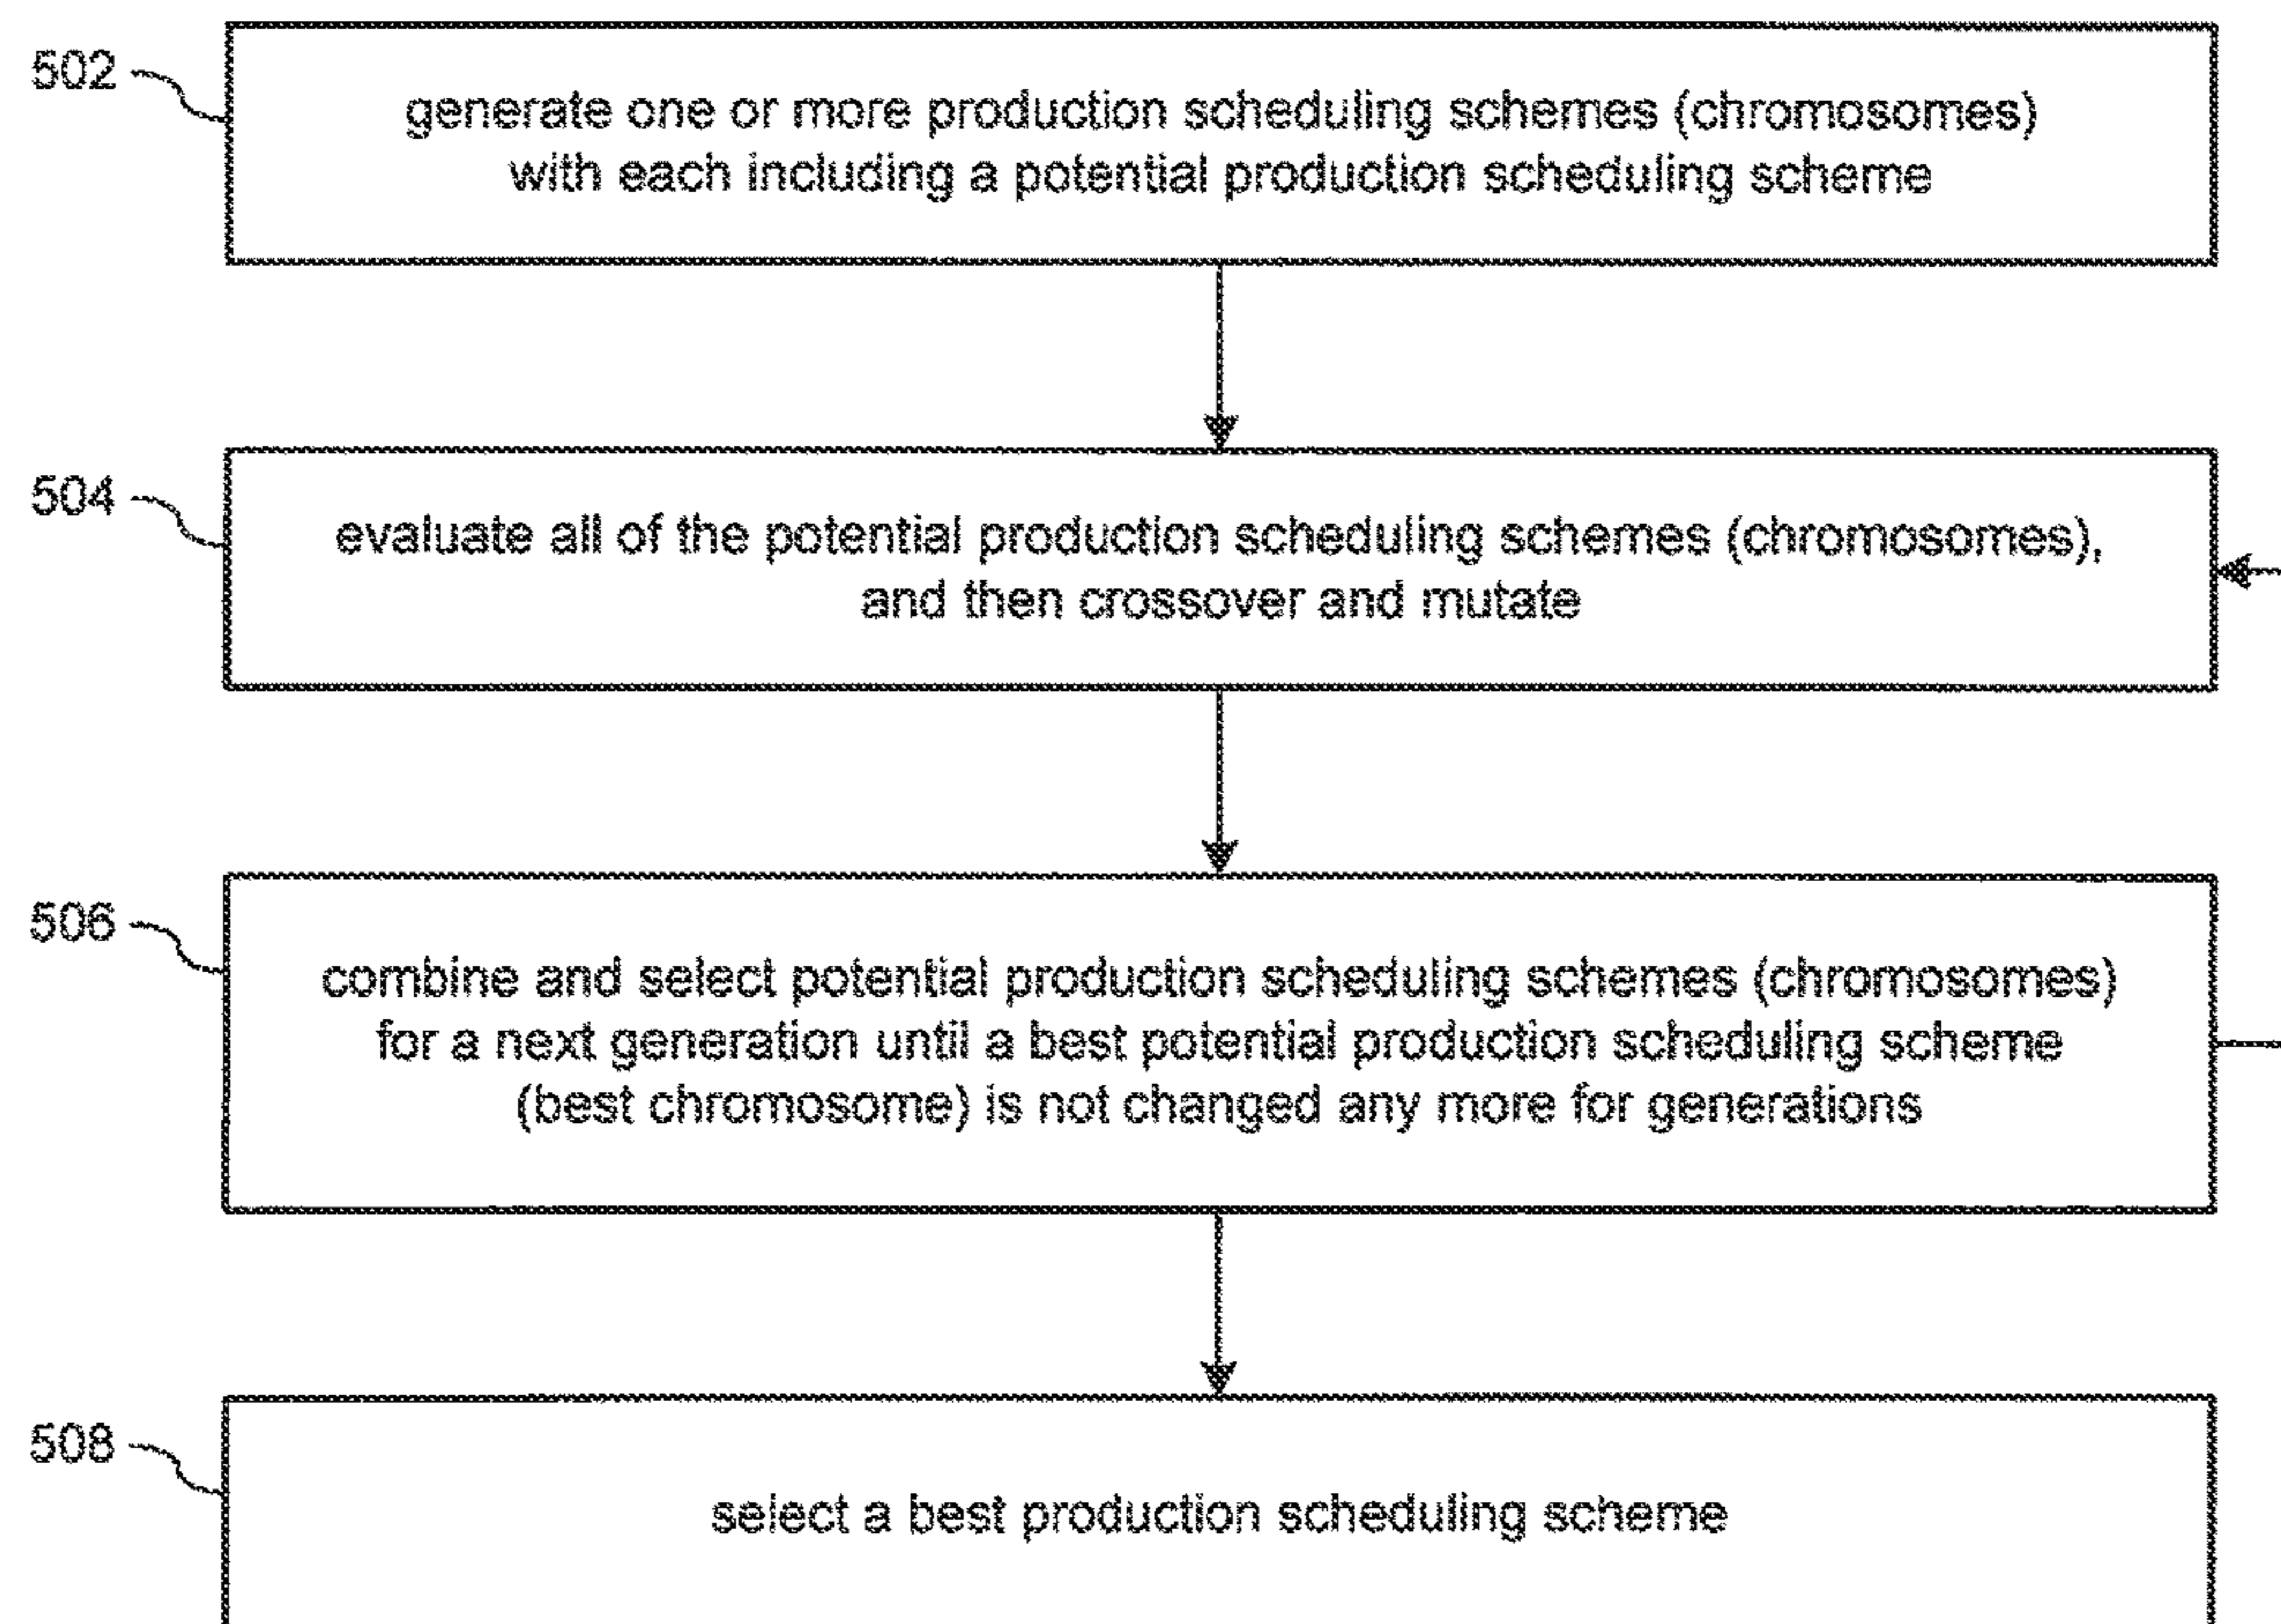 502
generate one or more production scheduling schemes (chromosomes)
with each including a potential production scheduling scheme
504
evaluate all of the potential production scheduling schemes (chromosomes),
and then crossover and mutate
506
combine and select potential production scheduling schemes (chromosomes)
for a next generation until a best potential production scheduling scheme
(best chromosome) is not changed any more for generations
508
select a best production scheduling scheme